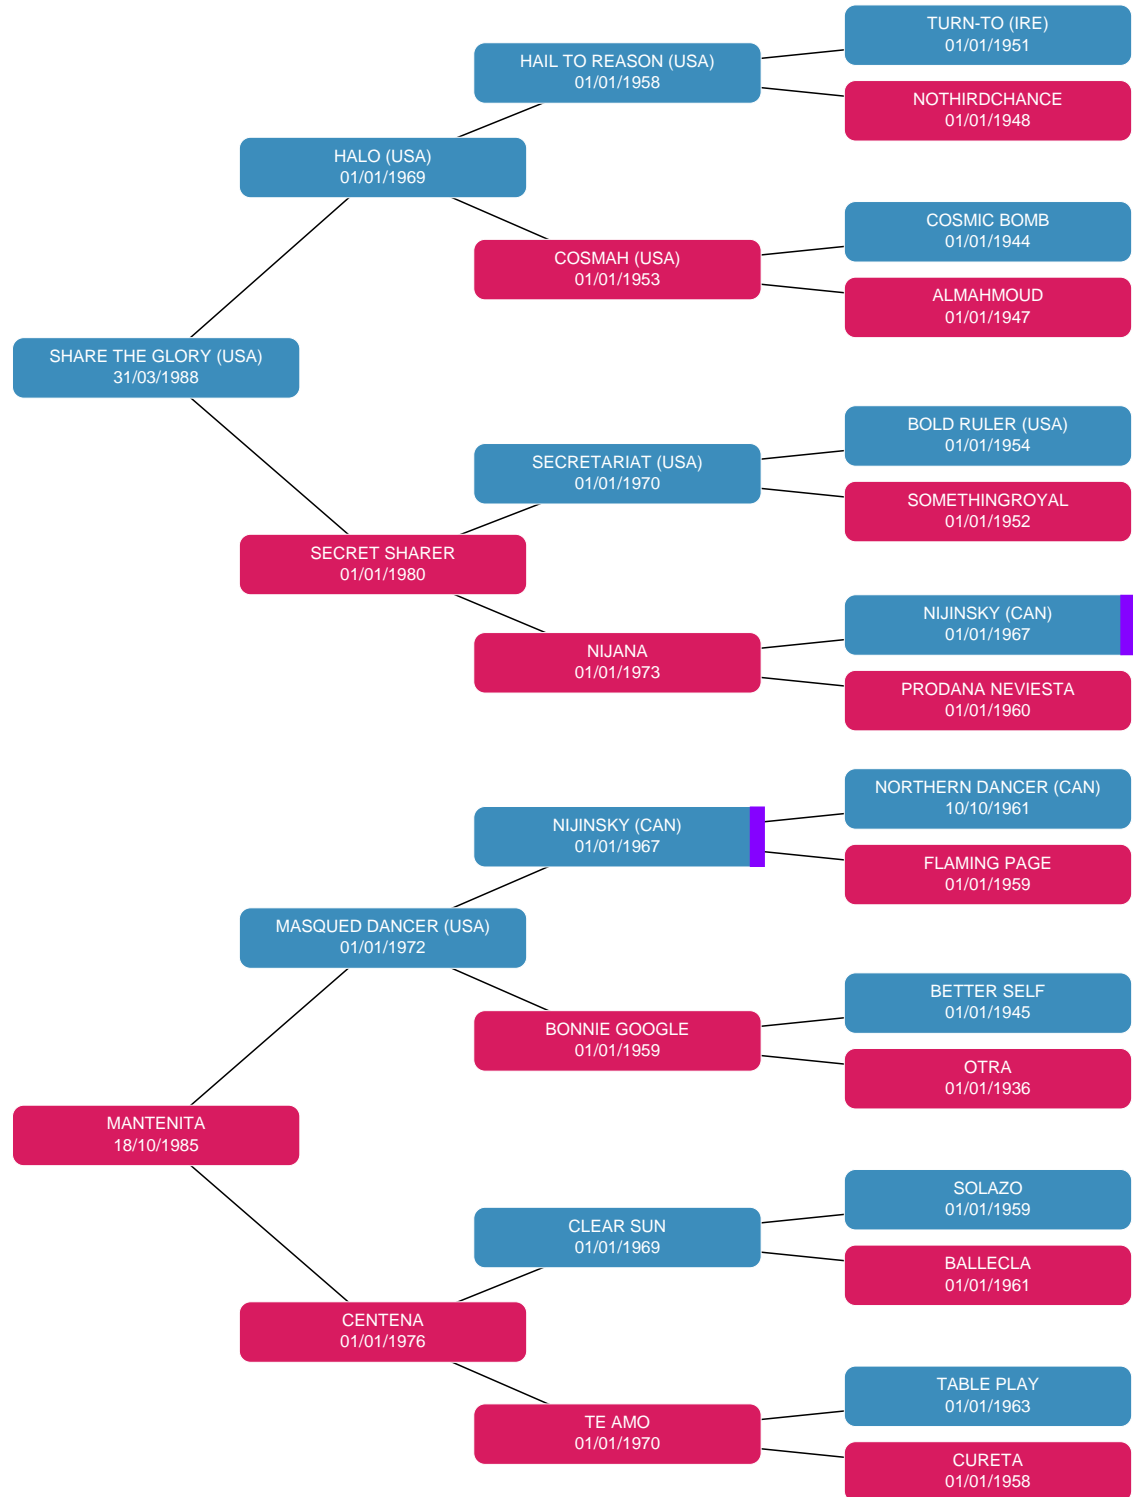 TURN-TO (IRE)
01/01/1951
HAIL TO REASON (USA)
01/01/1958
NOTHIRDCHANCE
01/01/1948
HALO (USA)
01/01/1969
COSMIC BOMB
01/01/1944
COSMAH (USA)
01/01/1953
ALMAHMOUD
01/01/1947
SHARE THE GLORY (USA)
31/03/1988
BOLD RULER (USA)
01/01/1954
SECRETARIAT (USA)
01/01/1970
SOMETHINGROYAL
01/01/1952
SECRET SHARER
01/01/1980
NIJINSKY (CAN)
01/01/1967
NIJANA
01/01/1973
PRODANA NEVIESTA
01/01/1960
NORTHERN DANCER (CAN)
10/10/1961
NIJINSKY (CAN)
01/01/1967
FLAMING PAGE
01/01/1959
MASQUED DANCER (USA)
01/01/1972
BETTER SELF
01/01/1945
BONNIE GOOGLE
01/01/1959
OTRA
01/01/1936
MANTENITA
18/10/1985
SOLAZO
01/01/1959
CLEAR SUN
01/01/1969
BALLECLA
01/01/1961
CENTENA
01/01/1976
TABLE PLAY
01/01/1963
TE AMO
01/01/1970
CURETA
01/01/1958